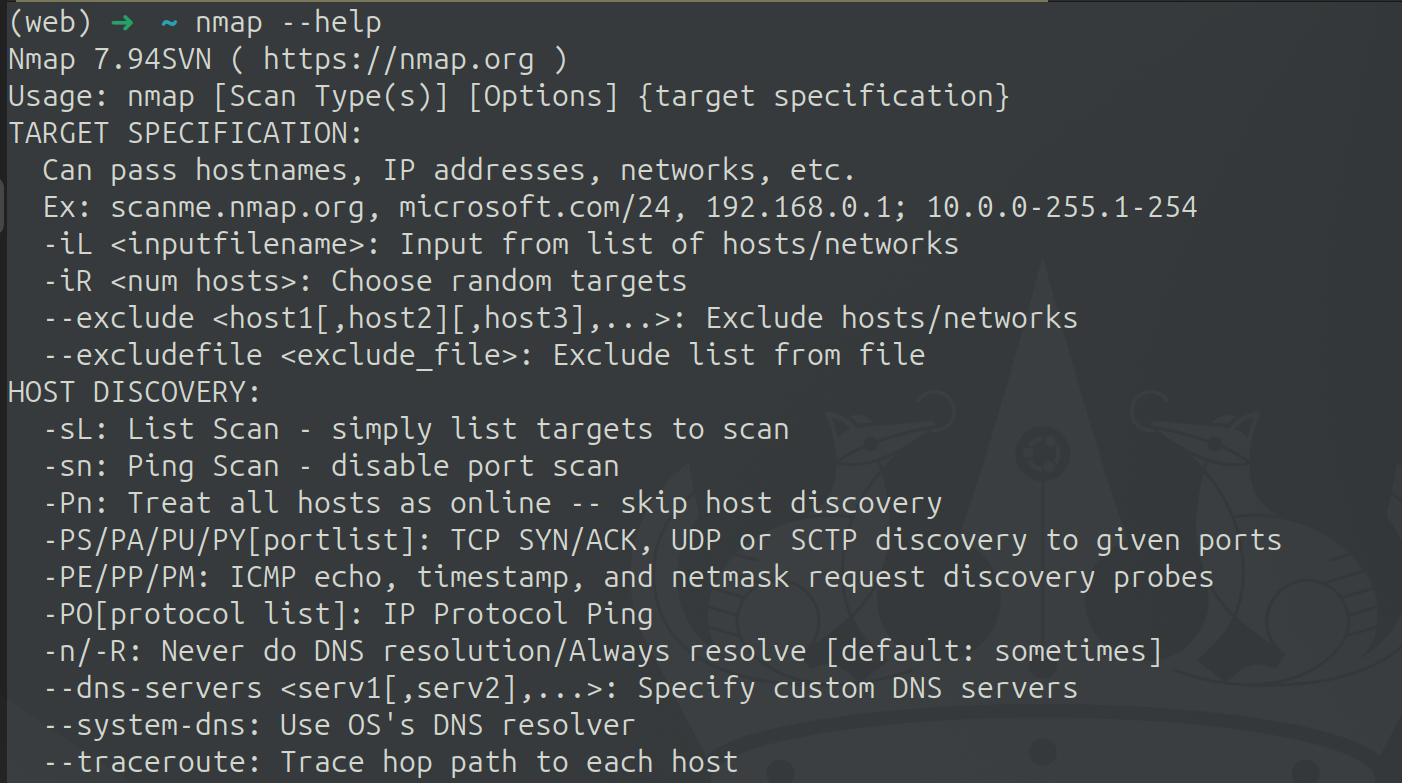 (web) ➜ ~ nmap --help
Nmap 7.94SVN ( https://nmap.org )
Usage: nmap [Scan Type(s)] [Options] {target specification}
TARGET SPECIFICATION:
  Can pass hostnames, IP addresses, networks, etc.
  Ex: scanme.nmap.org, microsoft.com/24, 192.168.0.1; 10.0.0-255.1-254
  -iL <inputfilename>: Input from list of hosts/networks
  -iR <num hosts>: Choose random targets
  --exclude <host1[,host2][,host3],...>: Exclude hosts/networks
  --excludefile <exclude_file>: Exclude list from file
HOST DISCOVERY:
  -sL: List Scan - simply list targets to scan
  -sn: Ping Scan - disable port scan
  -Pn: Treat all hosts as online -- skip host discovery
  -PS/PA/PU/PY[portlist]: TCP SYN/ACK, UDP or SCTP discovery to given ports
  -PE/PP/PM: ICMP echo, timestamp, and netmask request discovery probes
  -PO[protocol list]: IP Protocol Ping
  -n/-R: Never do DNS resolution/Always resolve [default: sometimes]
  --dns-servers <serv1[,serv2],...>: Specify custom DNS servers
  --system-dns: Use OS's DNS resolver
  --traceroute: Trace hop path to each host